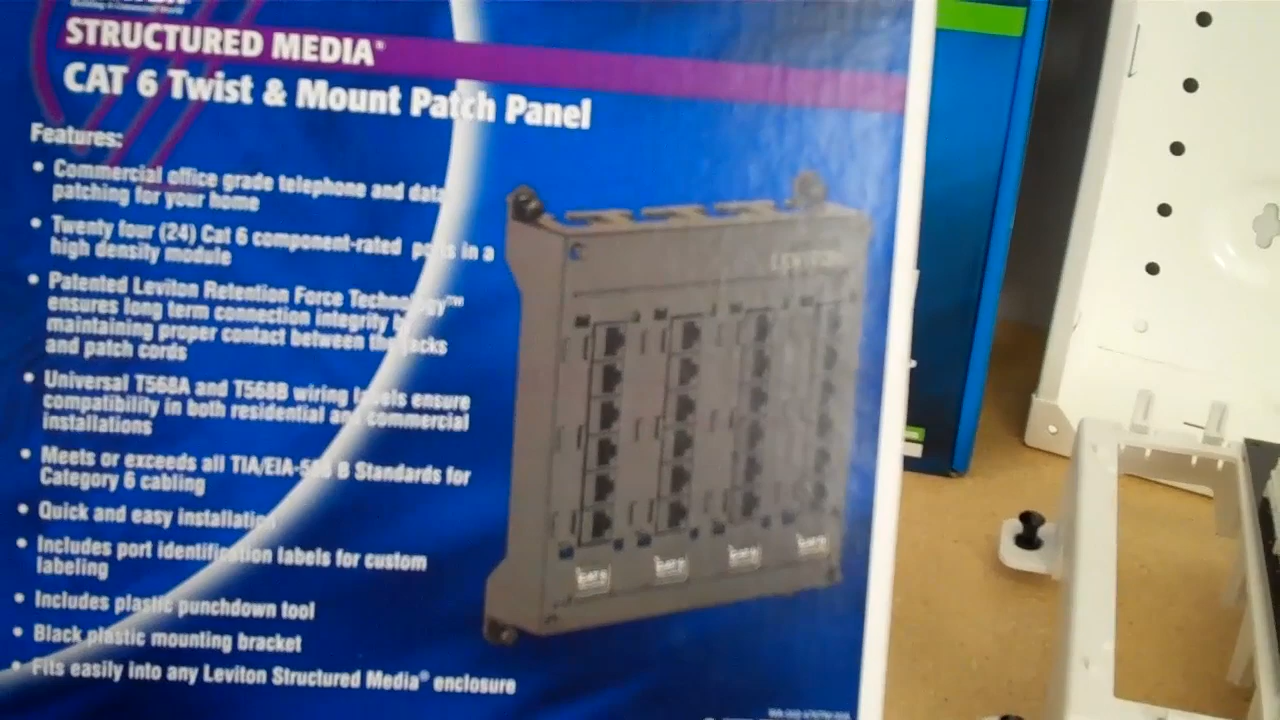 STRUCTURED MEDIA®
CAT 6 Twist & Mount Patch Panel
Features:
• Commercial office grade telephone and data
patching for your home
• Twenty four (24) Cat 6 component-rated ports in a
high density module
• Patented Leviton Retention Force Technology™
ensures long term connection integrity by
maintaining proper contact between the jacks
and patch cords
• Universal T568A and T568B wiring labels ensure
compatibility in both residential and commercial
installations
• Meets or exceeds all TIA/EIA-568 B Standards for
Category 6 cabling
• Quick and easy installation
• Includes port identification labels for custom
labeling
• Includes plastic punchdown tool
• Black plastic mounting bracket
• Fits easily into any Leviton Structured Media® enclosure
LEVITON